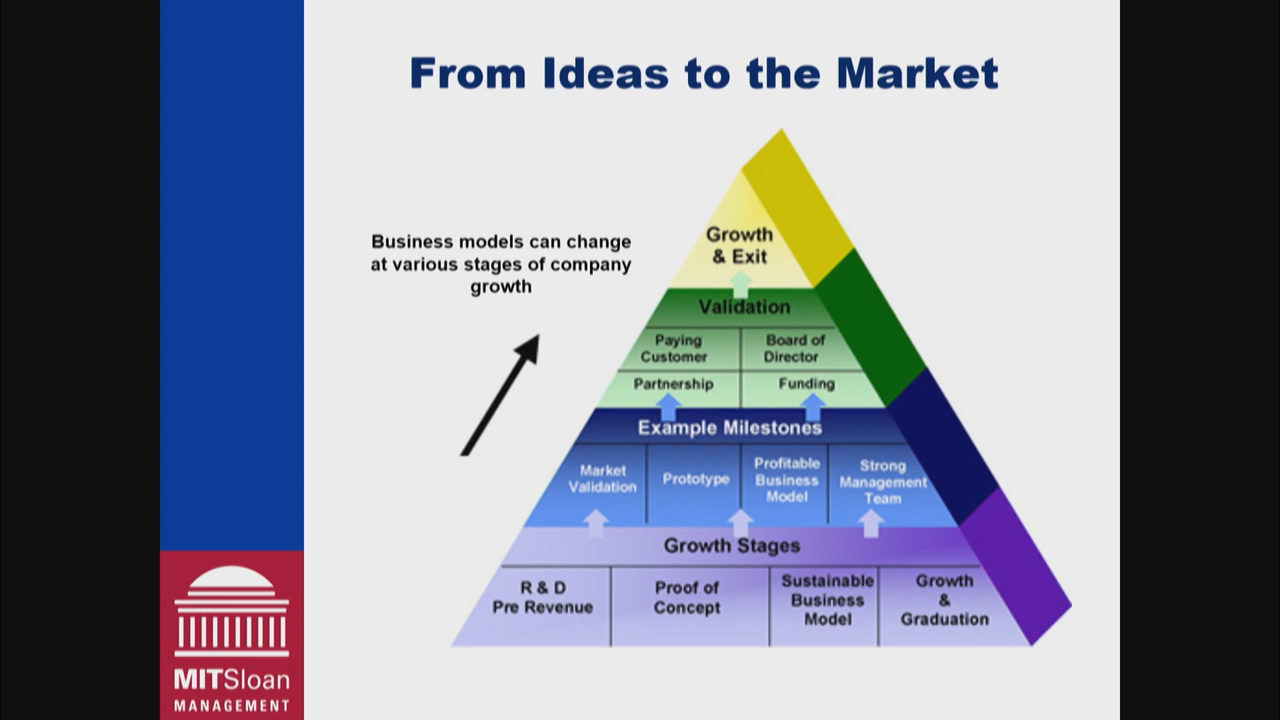 From Ideas to the Market
Business models can change
at various stages of company
growth
Growth
& Exit
Validation
Paying
Customer
Board of
Director
Partnership
Funding
Example Milestones
Market
Validation
Prototype
Profitable
Business
Model
Strong
Management
Team
Growth Stages
R & D
Pre Revenue
Proof of
Concept
Sustainable
Business
Model
Growth
&
Graduation
MITSloan
MANAGEMENT